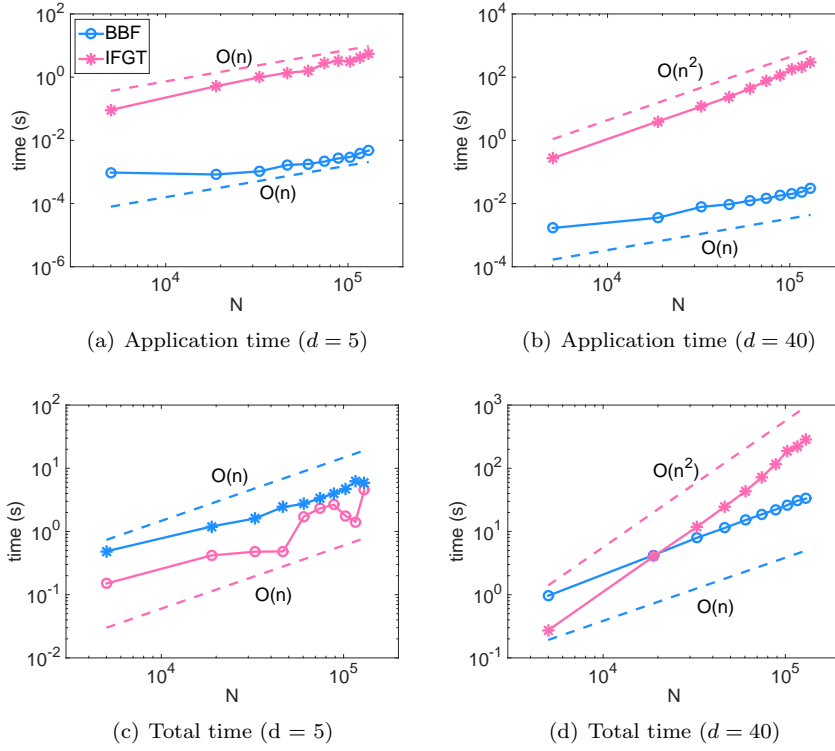 BBF
IFGT
O(n)
O(n)
time (s)
10^2
10^0
10^-2
10^-4
10^-6
10^4
10^5
N
(a) Application time (d = 5)
O(n^2)
O(n)
time (s)
10^4
10^2
10^0
10^-2
10^-4
10^4
10^5
N
(b) Application time (d = 40)
O(n)
O(n)
time (s)
10^2
10^1
10^0
10^-1
10^-2
10^4
10^5
N
(c) Total time (d = 5)
O(n^2)
O(n)
time (s)
10^3
10^2
10^1
10^0
10^-1
10^4
10^5
N
(d) Total time (d = 40)